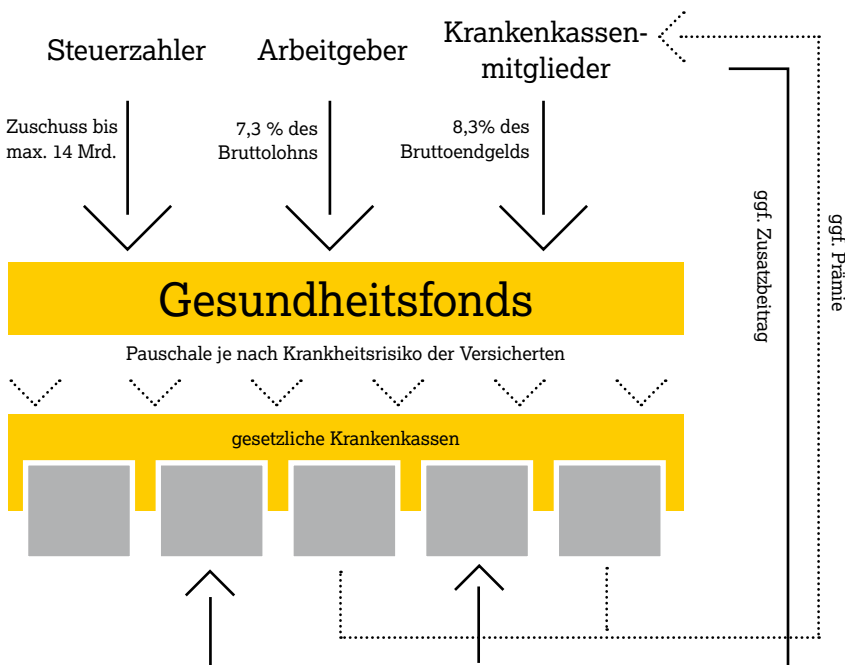 Steuerzahler
Arbeitgeber
Krankenkassen-
mitglieder
Zuschuss bis
max. 14 Mrd.
7,3 % des
Bruttolohns
8,3% des
Bruttoendgelds
ggf. Zusatzbeitrag
ggf. Prämie
Gesundheitsfonds
Pauschale je nach Krankheitsrisiko der Versicherten
gesetzliche Krankenkassen